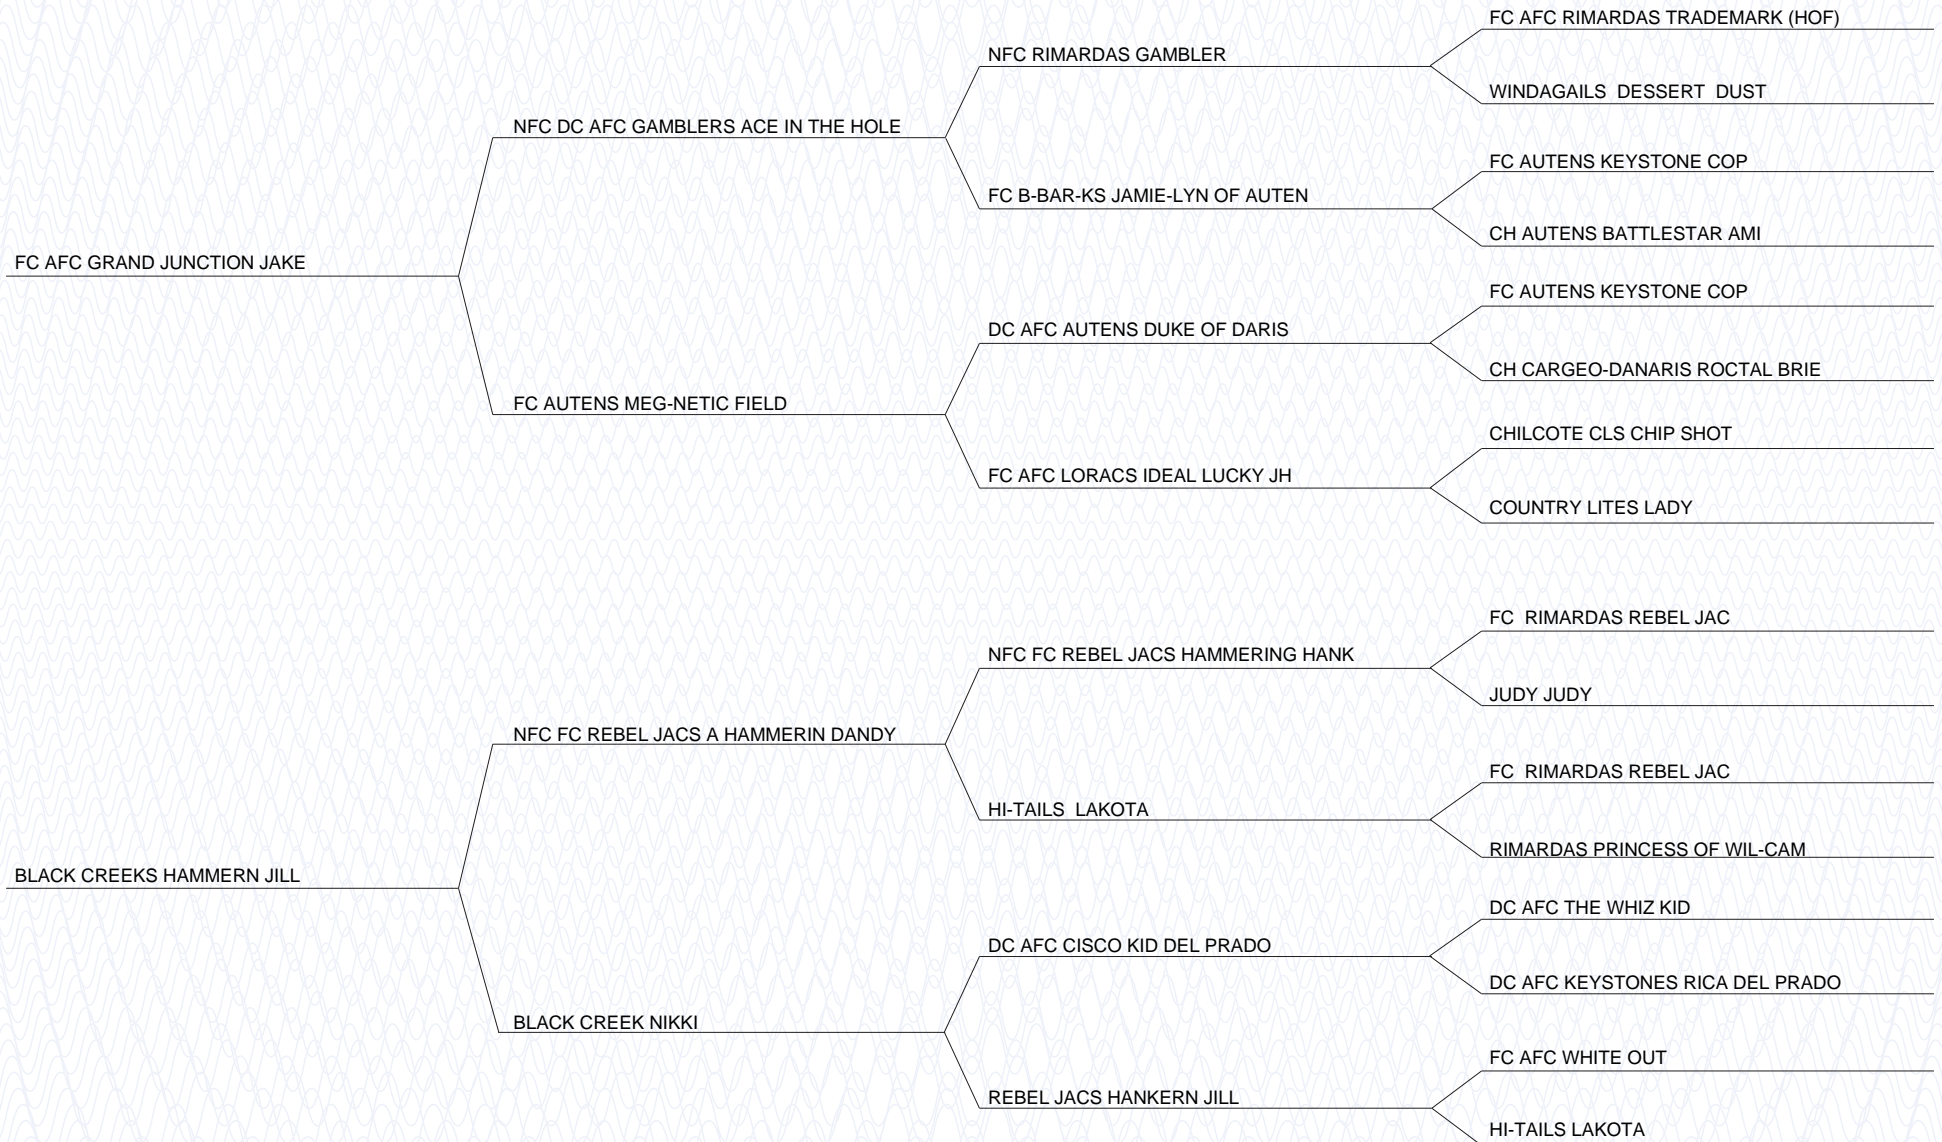 FC AFC RIMARDAS TRADEMARK (HOF)
NFC RIMARDAS GAMBLER
WINDAGAILS  DESSERT  DUST
NFC DC AFC GAMBLERS ACE IN THE HOLE
FC AUTENS KEYSTONE COP
FC B-BAR-KS JAMIE-LYN OF AUTEN
CH AUTENS BATTLESTAR AMI
FC AFC GRAND JUNCTION JAKE
FC AUTENS KEYSTONE COP
DC AFC AUTENS DUKE OF DARIS
CH CARGEO-DANARIS ROCTAL BRIE
FC AUTENS MEG-NETIC FIELD
CHILCOTE CLS CHIP SHOT
FC AFC LORACS IDEAL LUCKY JH
COUNTRY LITES LADY
FC  RIMARDAS REBEL JAC
NFC FC REBEL JACS HAMMERING HANK
JUDY JUDY
NFC FC REBEL JACS A HAMMERIN DANDY
FC  RIMARDAS REBEL JAC
HI-TAILS  LAKOTA
RIMARDAS PRINCESS OF WIL-CAM
BLACK CREEKS HAMMERN JILL
DC AFC THE WHIZ KID
DC AFC CISCO KID DEL PRADO
DC AFC KEYSTONES RICA DEL PRADO
BLACK CREEK NIKKI
FC AFC WHITE OUT
REBEL JACS HANKERN JILL
HI-TAILS LAKOTA